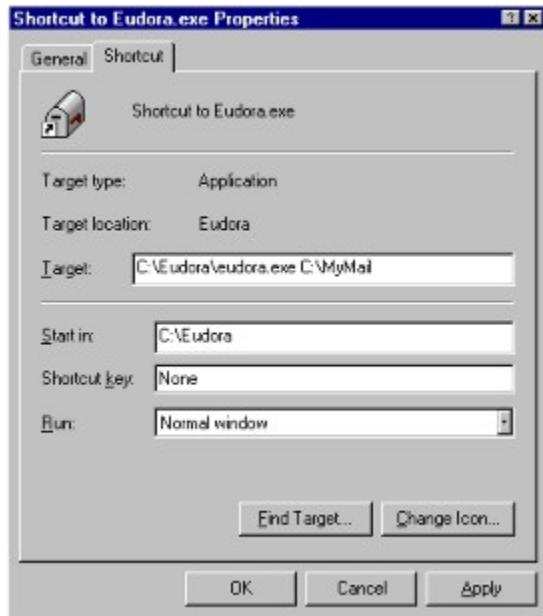 Shortcut to Eudora.exe Properties
General Shortcut
Shortcut to Eudora.exe
Target type: Application
Target location: Eudora
Target: C:\Eudora\eudora.exe C:\MyMail
Start in: C:\Eudora
Shortcut key: None
Run: Normal window
Find Target... Change Icon...
OK Cancel Apply